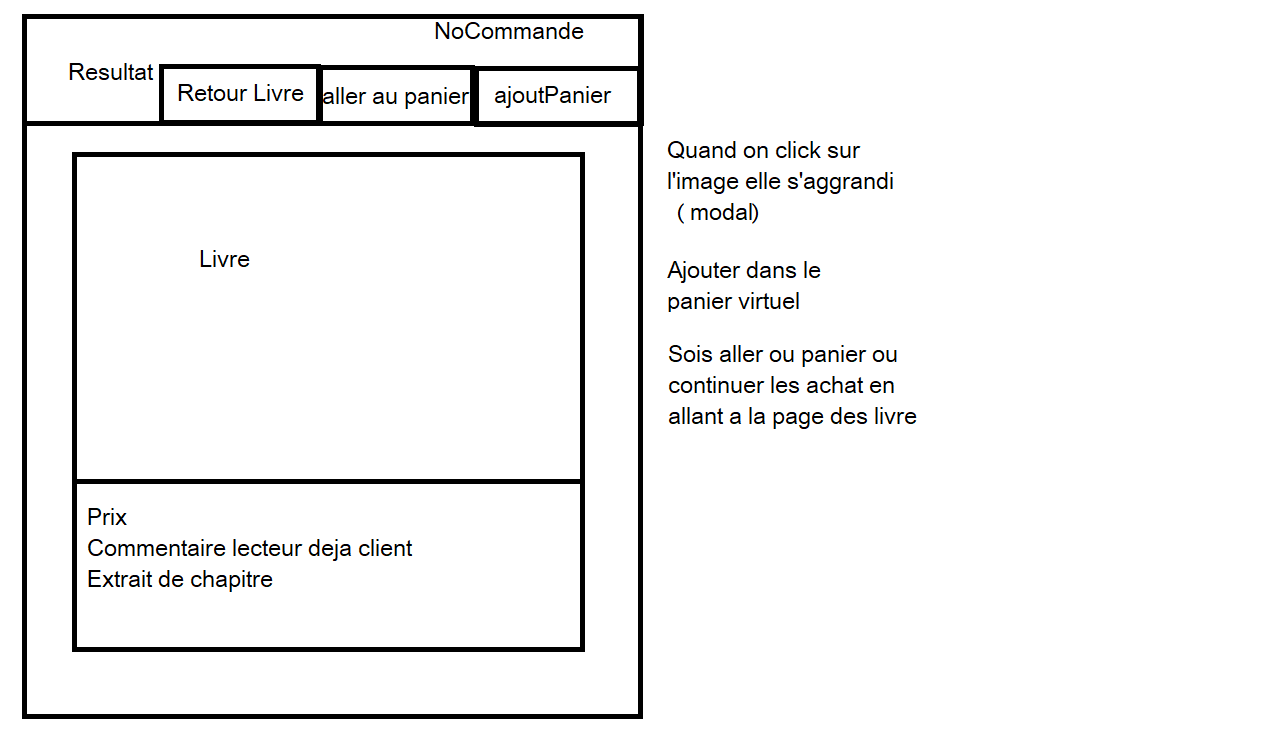 NoCommande
Resultat
Retour Livre
aller au panier
ajoutPanier
Quand on click sur
l'image elle s'aggrandi
( modal)
Livre
Ajouter dans le
panier virtuel
Sois aller ou panier ou
continuer les achat en
allant a la page des livre
Prix
Commentaire lecteur deja client
Extrait de chapitre